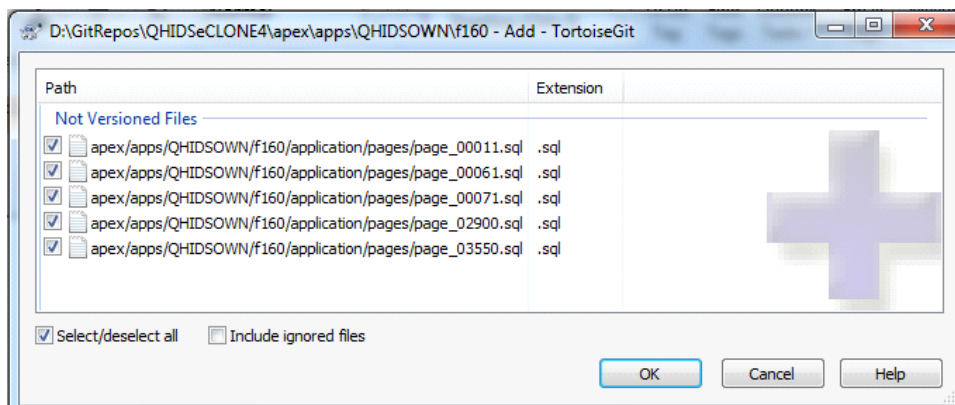 D:\GitRepos\QHIDSeCLONE4\apex\apps\QHIDSOWN\f160 - Add - TortoiseGit
Path Extension
Not Versioned Files
apex/apps/QHIDSOWN/f160/application/pages/page_00011.sql .sql
apex/apps/QHIDSOWN/f160/application/pages/page_00061.sql .sql
apex/apps/QHIDSOWN/f160/application/pages/page_00071.sql .sql
apex/apps/QHIDSOWN/f160/application/pages/page_02900.sql .sql
apex/apps/QHIDSOWN/f160/application/pages/page_03550.sql .sql
Select/deselect all Include ignored files
OK Cancel Help